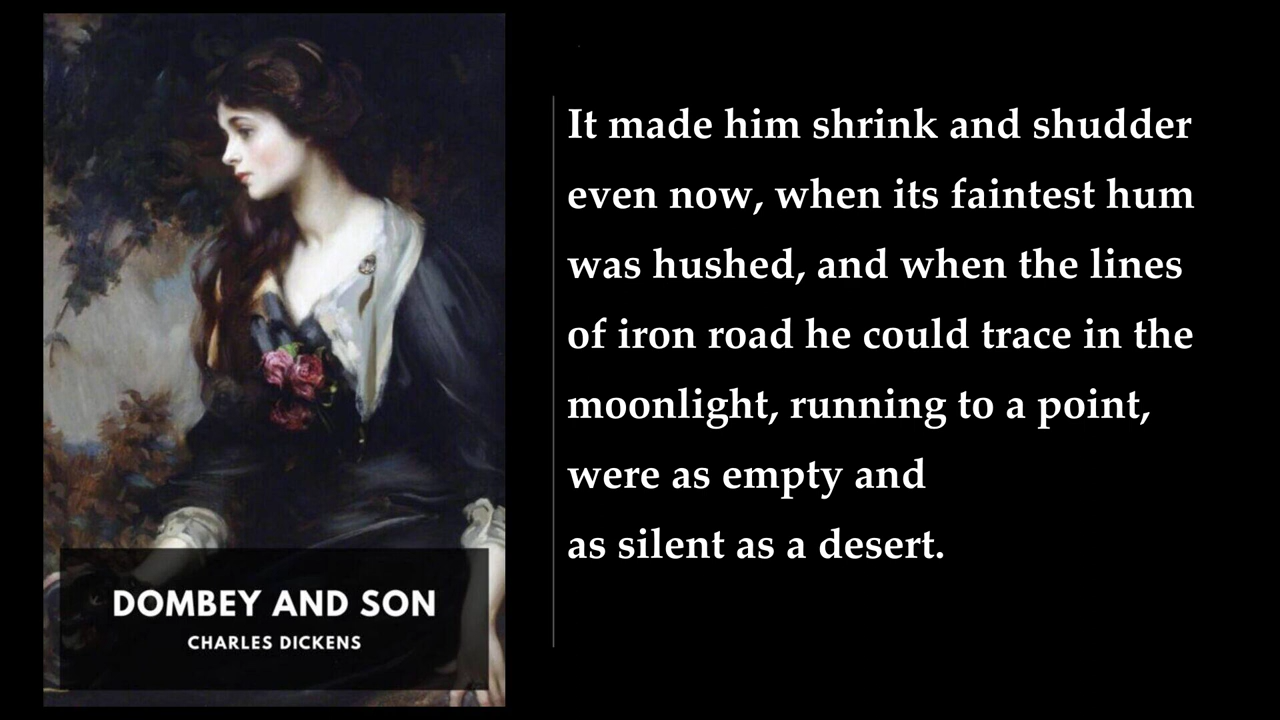 DOMBEY AND SON
CHARLES DICKENS
It made him shrink and shudder
even now, when its faintest hum
was hushed, and when the lines
of iron road he could trace in the
moonlight, running to a point,
were as empty and
as silent as a desert.